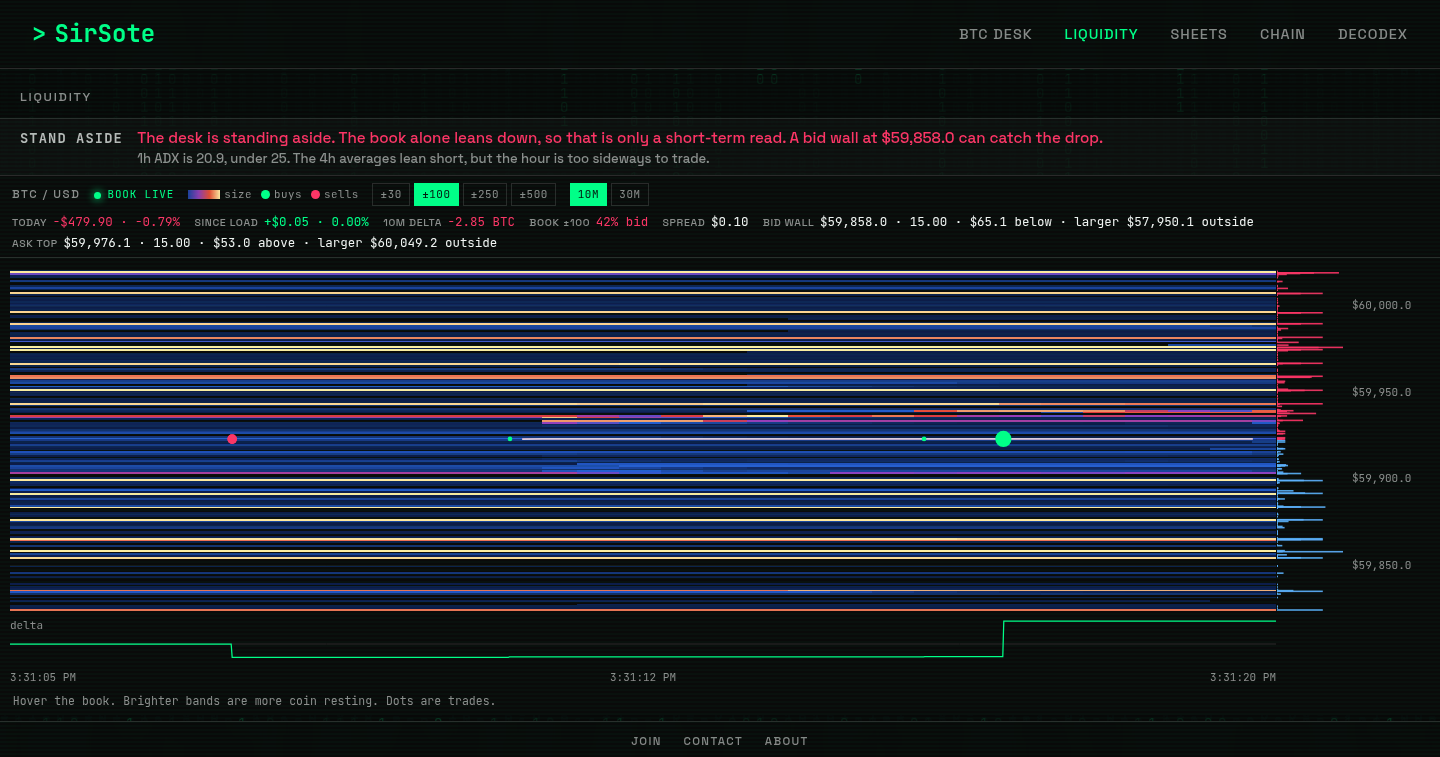 > SirSote
BTC DESK LIQUIDITY SHEETS CHAIN DECODEX
LIQUIDITY
STAND ASIDE The desk is standing aside. The book alone leans down, so that is only a short-term read. A bid wall at $59,858.0 can catch the drop.
1h ADX is 20.9, under 25. The 4h averages lean short, but the hour is too sideways to trade.
BTC / USD BOOK LIVE size buys sells ±30 ±100 ±250 ±500 10M 30M
TODAY -$479.90 · -0.79% SINCE LOAD +$0.05 · 0.00% 10M DELTA -2.85 BTC BOOK ±100 42% bid SPREAD $0.10 BID WALL $59,858.0 · 15.00 · $65.1 below · larger $57,950.1 outside
ASK TOP $59,976.1 · 15.00 · $53.0 above · larger $60,049.2 outside
$60,000.0
$59,950.0
$59,900.0
$59,850.0
delta
3:31:05 PM 3:31:12 PM 3:31:20 PM
Hover the book. Brighter bands are more coin resting. Dots are trades.
JOIN CONTACT ABOUT